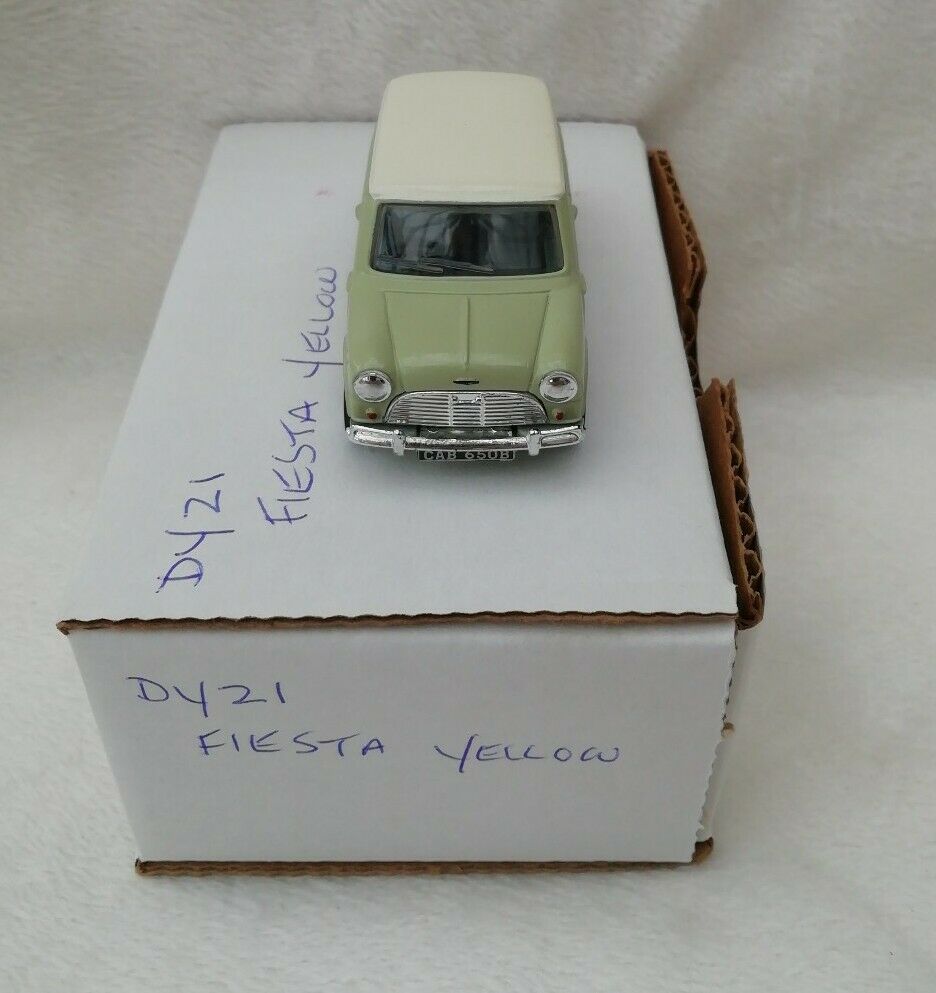 CAB 650B
DY21
FIESTA YELLOW
DY21
FIESTA YELLOW